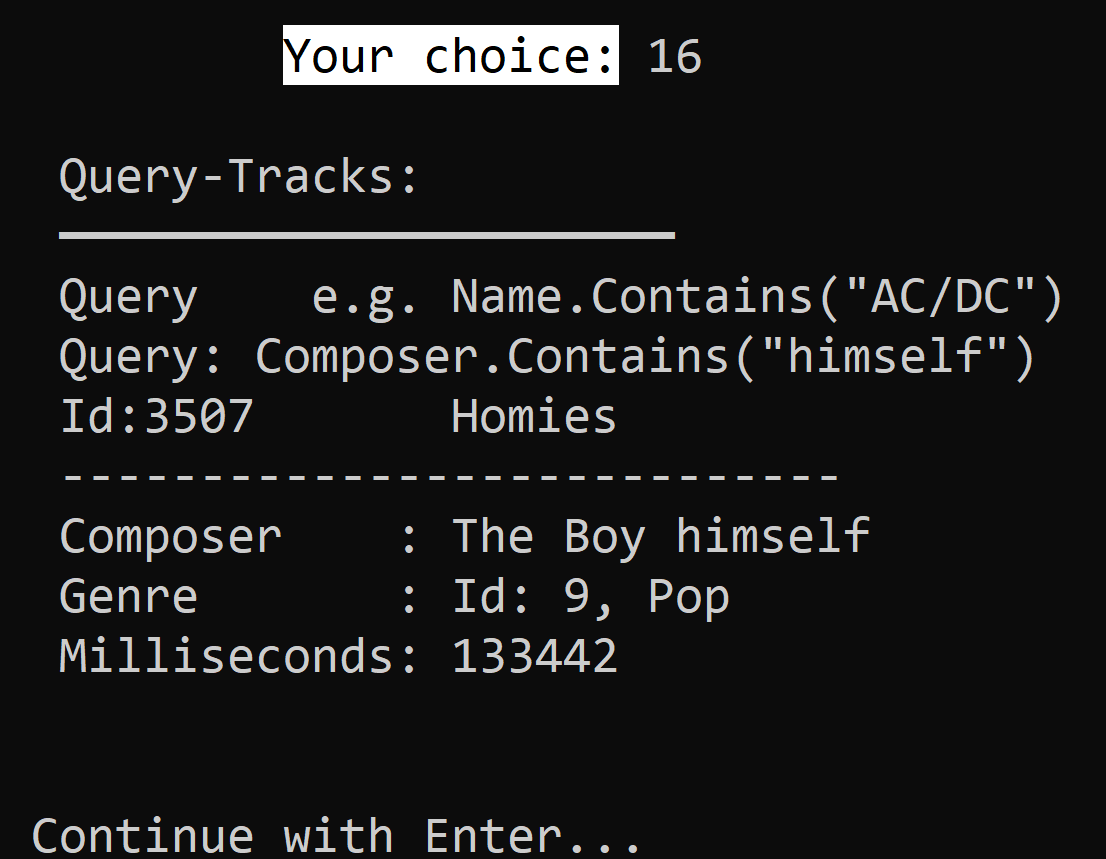 Your choice: 16
Query-Tracks:
Query    e.g. Name.Contains("AC/DC")
Query: Composer.Contains("himself")
Id:3507       Homies
----------------------------
Composer    : The Boy himself
Genre       : Id: 9, Pop
Milliseconds: 133442
Continue with Enter...